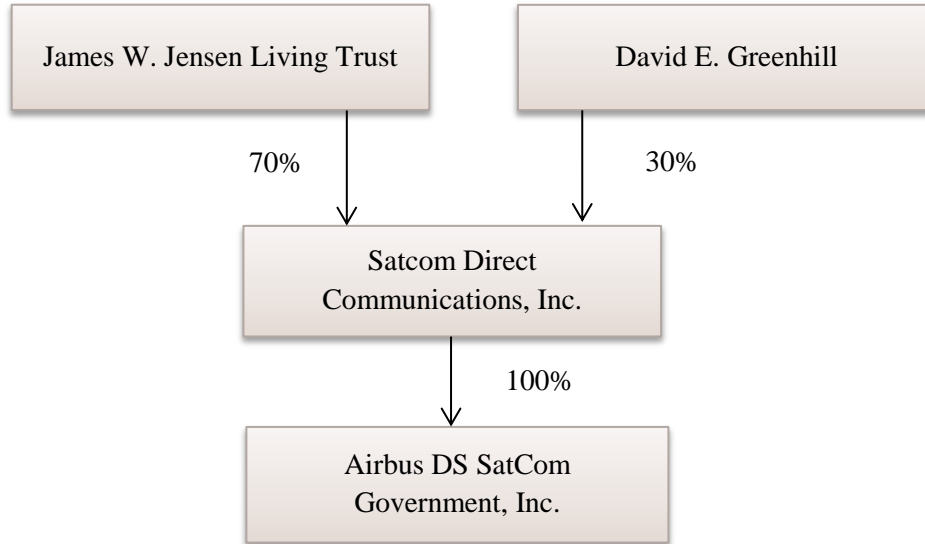 James W. Jensen Living Trust
David E. Greenhill
70%
30%
Satcom Direct
Communications, Inc.
100%
Airbus DS SatCom
Government, Inc.